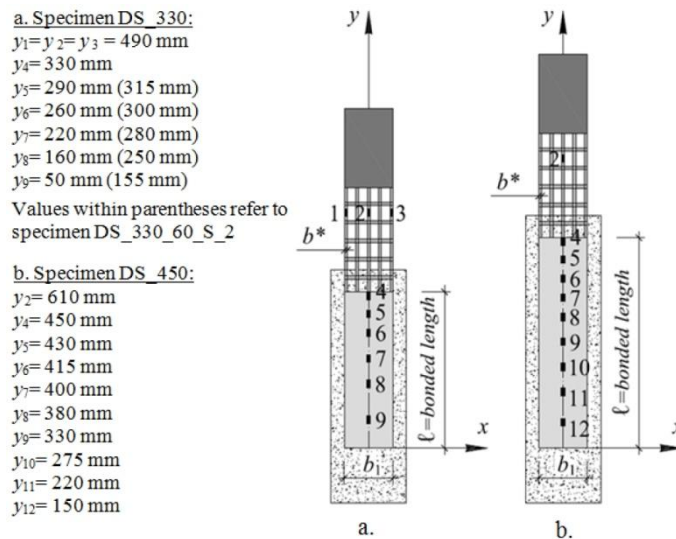 a. Specimen DS_330:
y₁= y₂= y₃ = 490 mm
y₄= 330 mm
y₅= 290 mm (315 mm)
y₆= 260 mm (300 mm)
y₇= 220 mm (280 mm)
y₈= 160 mm (250 mm)
y₉= 50 mm (155 mm)
Values within parentheses refer to
specimen DS_330_60_S_2
b. Specimen DS_450:
y₂= 610 mm
y₄= 450 mm
y₅= 430 mm
y₆= 415 mm
y₇= 400 mm
y₈= 380 mm
y₉= 330 mm
y₁₀= 275 mm
y₁₁= 220 mm
y₁₂= 150 mm
y
1 2 3
b*
4
5
6
7
8
9
ℓ=bonded length
x
b₁
a.
y
2
b*
4
5
6
7
8
9
10
11
12
ℓ=bonded length
x
b₁
b.